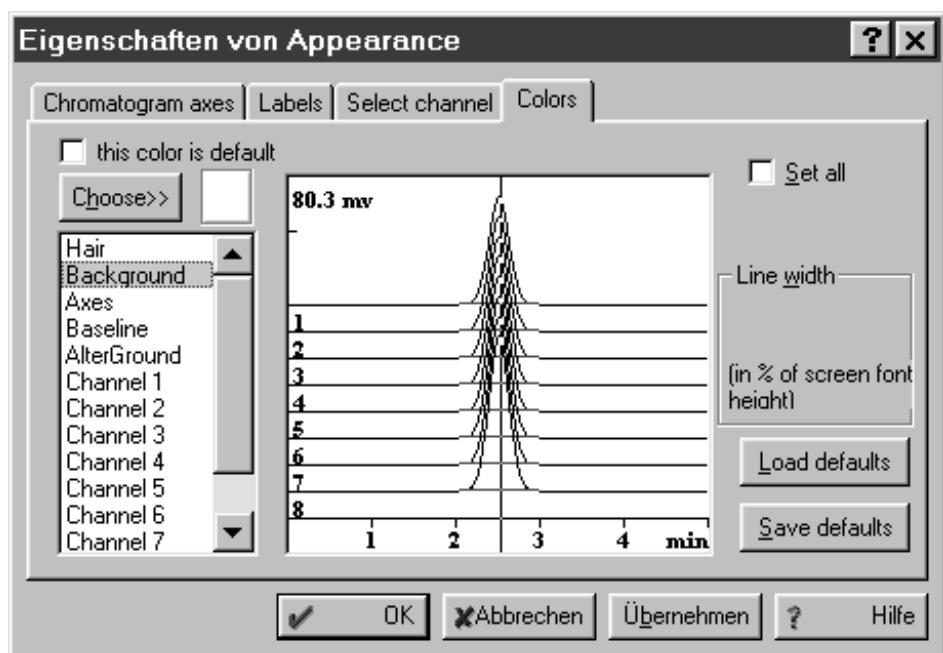 Eigenschaften von Appearance
? ×
Chromatogram axes
Labels
Select channel
Colors
this color is default
Choose>>
Set all
Hair
Background
Axes
Baseline
AlterGround
Channel 1
Channel 2
Channel 3
Channel 4
Channel 5
Channel 6
Channel 7
80.3 mv
1
2
3
4
5
6
7
8
1 2 3 4 min
Line width
(in % of screen font
height)
Load defaults
Save defaults
OK
Abbrechen
Übernehmen
? Hilfe